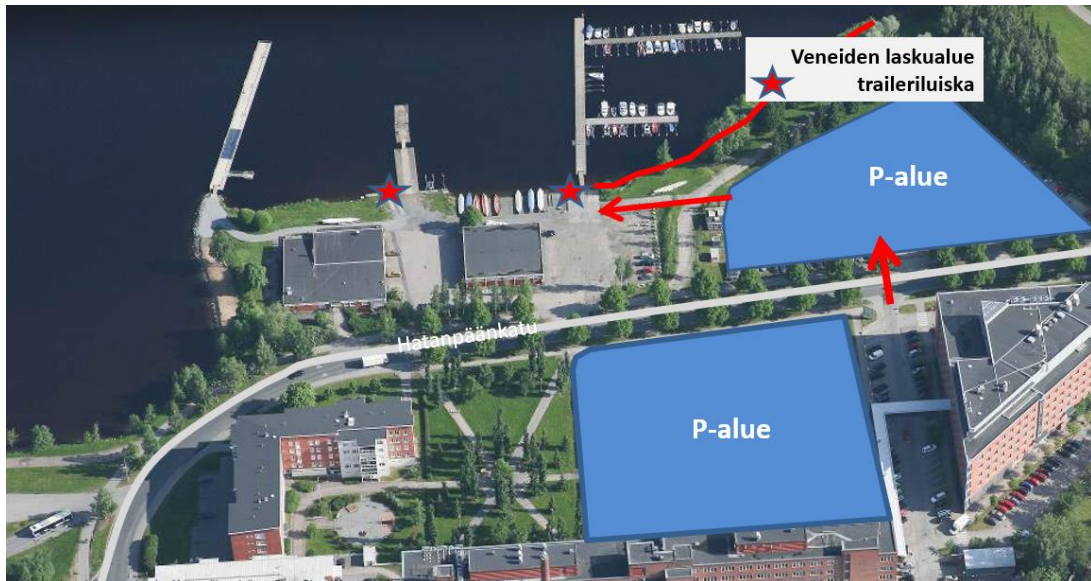 Veneiden laskualue
traileriluiska
P-alue
Hatanpäänkatu
P-alue